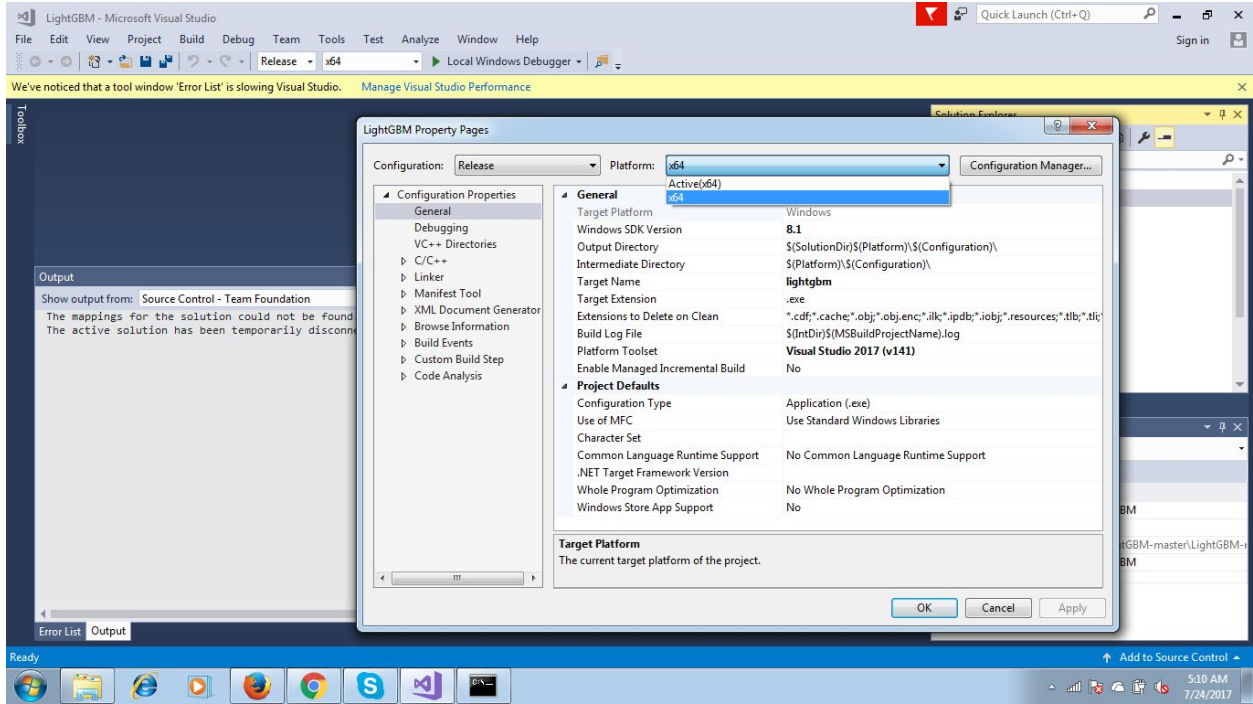 LightGBM - Microsoft Visual Studio
Quick Launch (Ctrl+Q)
File Edit View Project Build Debug Team Tools Test Analyze Window Help
Sign in
Release x64 Local Windows Debugger
We've noticed that a tool window 'Error List' is slowing Visual Studio. Manage Visual Studio Performance
Toolbox
Solution Explorer
LightGBM Property Pages
Configuration: Release Platform: x64 Configuration Manager...
Active(x64)
x64
Configuration Properties
General
Debugging
VC++ Directories
C/C++
Linker
Manifest Tool
XML Document Generator
Browse Information
Build Events
Custom Build Step
Code Analysis
General
Target Platform Windows
Windows SDK Version 8.1
Output Directory $(SolutionDir)$(Platform)\$(Configuration)\
Intermediate Directory $(Platform)\$(Configuration)\
Target Name lightgbm
Target Extension .exe
Extensions to Delete on Clean *.cdf;*.cache;*.obj;*.obj.enc;*.ilk;*.ipdb;*.iobj;*.resources;*.tlb;*.tli;
Build Log File $(IntDir)$(MSBuildProjectName).log
Platform Toolset Visual Studio 2017 (v141)
Enable Managed Incremental Build No
Project Defaults
Configuration Type Application (.exe)
Use of MFC Use Standard Windows Libraries
Character Set
Common Language Runtime Support No Common Language Runtime Support
.NET Target Framework Version
Whole Program Optimization No Whole Program Optimization
Windows Store App Support No
Target Platform
The current target platform of the project.
OK Cancel Apply
Output
Show output from: Source Control - Team Foundation
The mappings for the solution could not be found
The active solution has been temporarily disconne
BM
tGBM-master\LightGBM-
BM
Error List Output
Ready
Add to Source Control
5:10 AM
7/24/2017